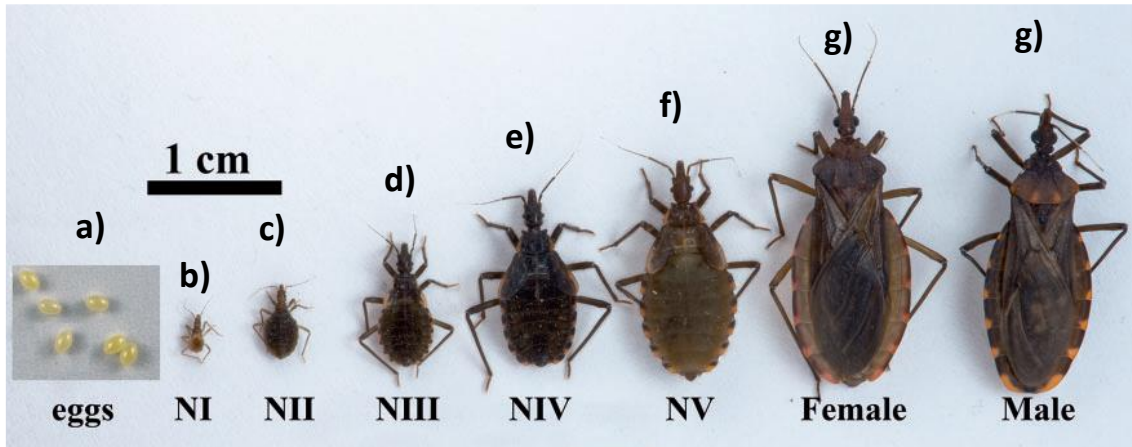 g)
g)
f)
e)
1 cm
d)
c)
a)
b)
eggs NI NII NIII NIV NV Female Male